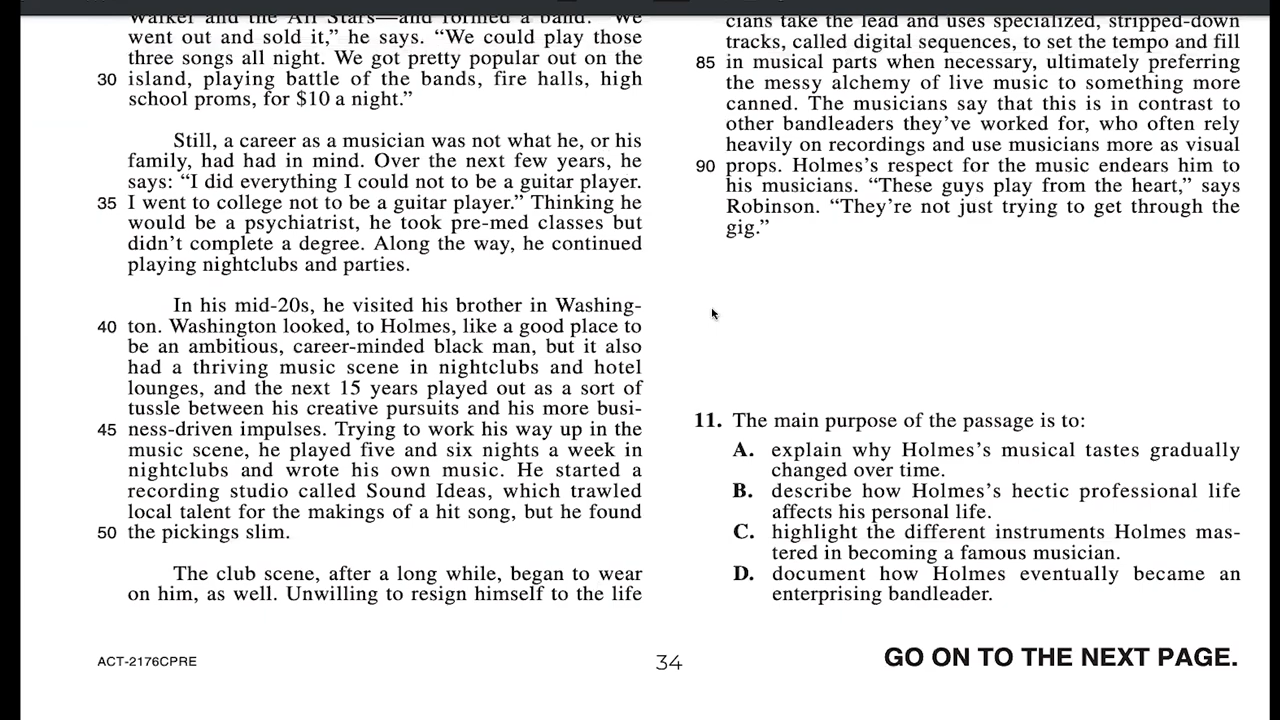 Walker and the All Stars—and formed a band. “We
went out and sold it,” he says. “We could play those
three songs all night. We got pretty popular out on the
30 island, playing battle of the bands, fire halls, high
school proms, for $10 a night.”
Still, a career as a musician was not what he, or his
family, had had in mind. Over the next few years, he
says: “I did everything I could not to be a guitar player.
35 I went to college not to be a guitar player.” Thinking he
would be a psychiatrist, he took pre-med classes but
didn’t complete a degree. Along the way, he continued
playing nightclubs and parties.
In his mid-20s, he visited his brother in Washing-
40 ton. Washington looked, to Holmes, like a good place to
be an ambitious, career-minded black man, but it also
had a thriving music scene in nightclubs and hotel
lounges, and the next 15 years played out as a sort of
tussle between his creative pursuits and his more busi-
45 ness-driven impulses. Trying to work his way up in the
music scene, he played five and six nights a week in
nightclubs and wrote his own music. He started a
recording studio called Sound Ideas, which trawled
local talent for the makings of a hit song, but he found
50 the pickings slim.
The club scene, after a long while, began to wear
on him, as well. Unwilling to resign himself to the life
cians take the lead and uses specialized, stripped-down
tracks, called digital sequences, to set the tempo and fill
85 in musical parts when necessary, ultimately preferring
the messy alchemy of live music to something more
canned. The musicians say that this is in contrast to
other bandleaders they’ve worked for, who often rely
heavily on recordings and use musicians more as visual
90 props. Holmes’s respect for the music endears him to
his musicians. “These guys play from the heart,” says
Robinson. “They’re not just trying to get through the
gig.”
11. The main purpose of the passage is to:
A. explain why Holmes’s musical tastes gradually
changed over time.
B. describe how Holmes’s hectic professional life
affects his personal life.
C. highlight the different instruments Holmes mas-
tered in becoming a famous musician.
D. document how Holmes eventually became an
enterprising bandleader.
ACT-2176CPRE
34
GO ON TO THE NEXT PAGE.